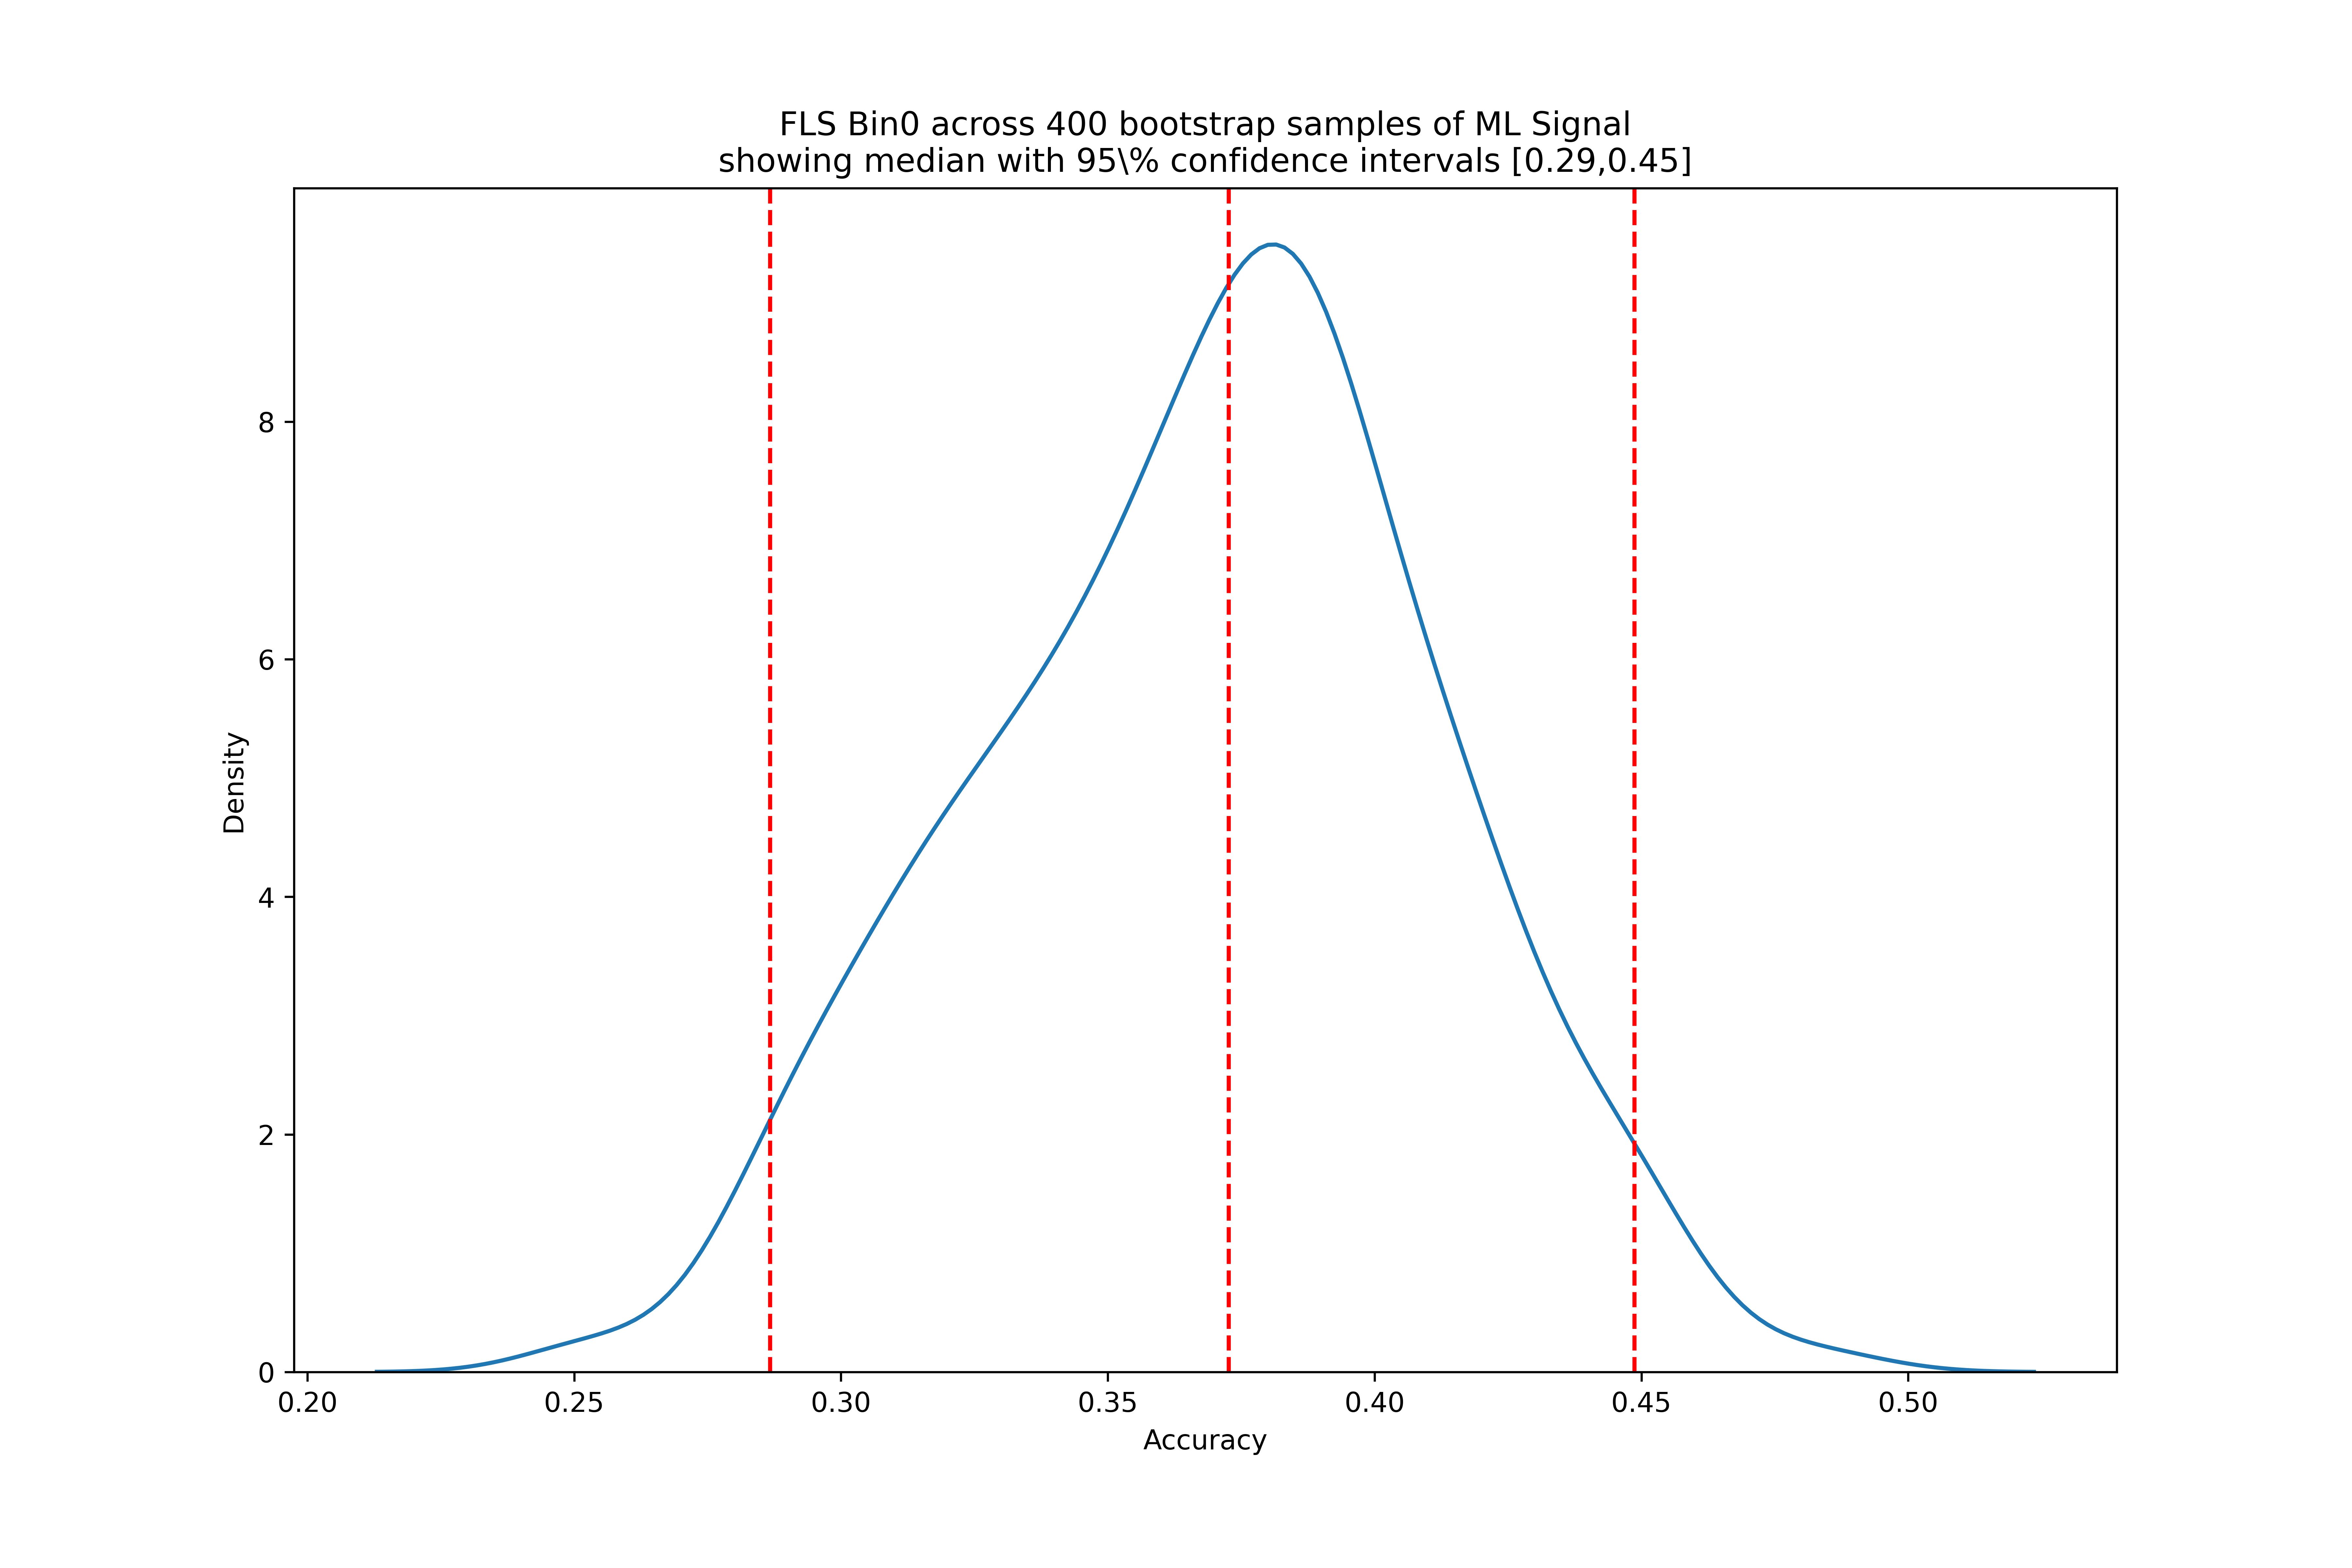 FLS Bin0 across 400 bootstrap samples of ML Signal
showing median with 95\% confidence intervals [0.29,0.45]
8
6
4
2
0
Density
0.20 0.25 0.30 0.35 0.40 0.45 0.50
Accuracy